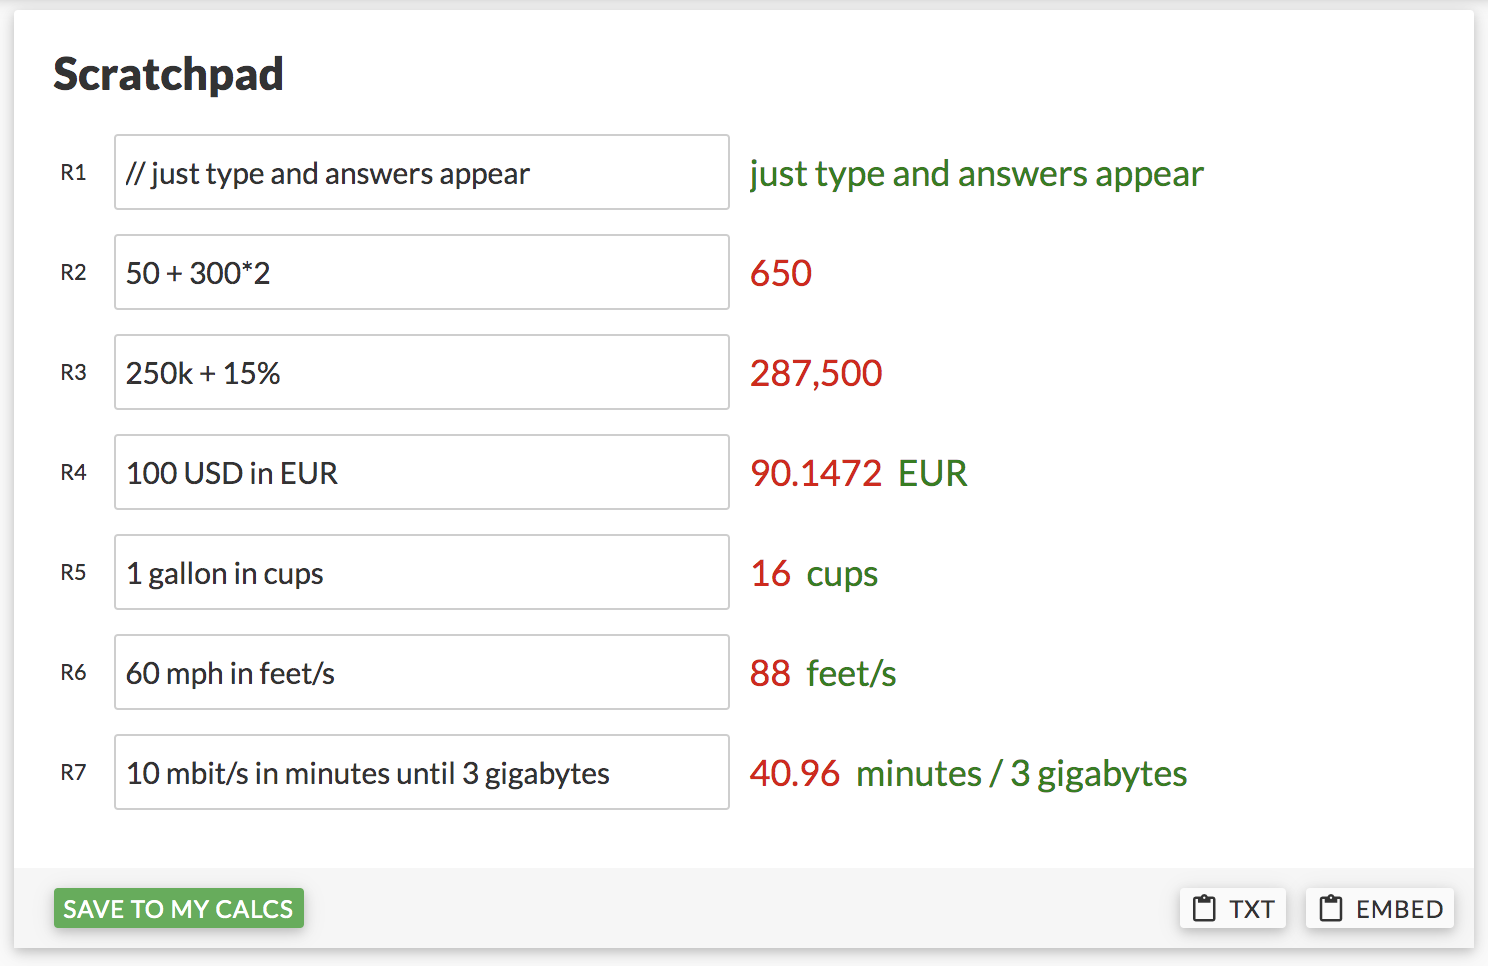 Scratchpad
R1 // just type and answers appear just type and answers appear
R2 50 + 300*2 650
R3 250k + 15% 287,500
R4 100 USD in EUR 90.1472 EUR
R5 1 gallon in cups 16 cups
R6 60 mph in feet/s 88 feet/s
R7 10 mbit/s in minutes until 3 gigabytes 40.96 minutes / 3 gigabytes
SAVE TO MY CALCS TXT EMBED